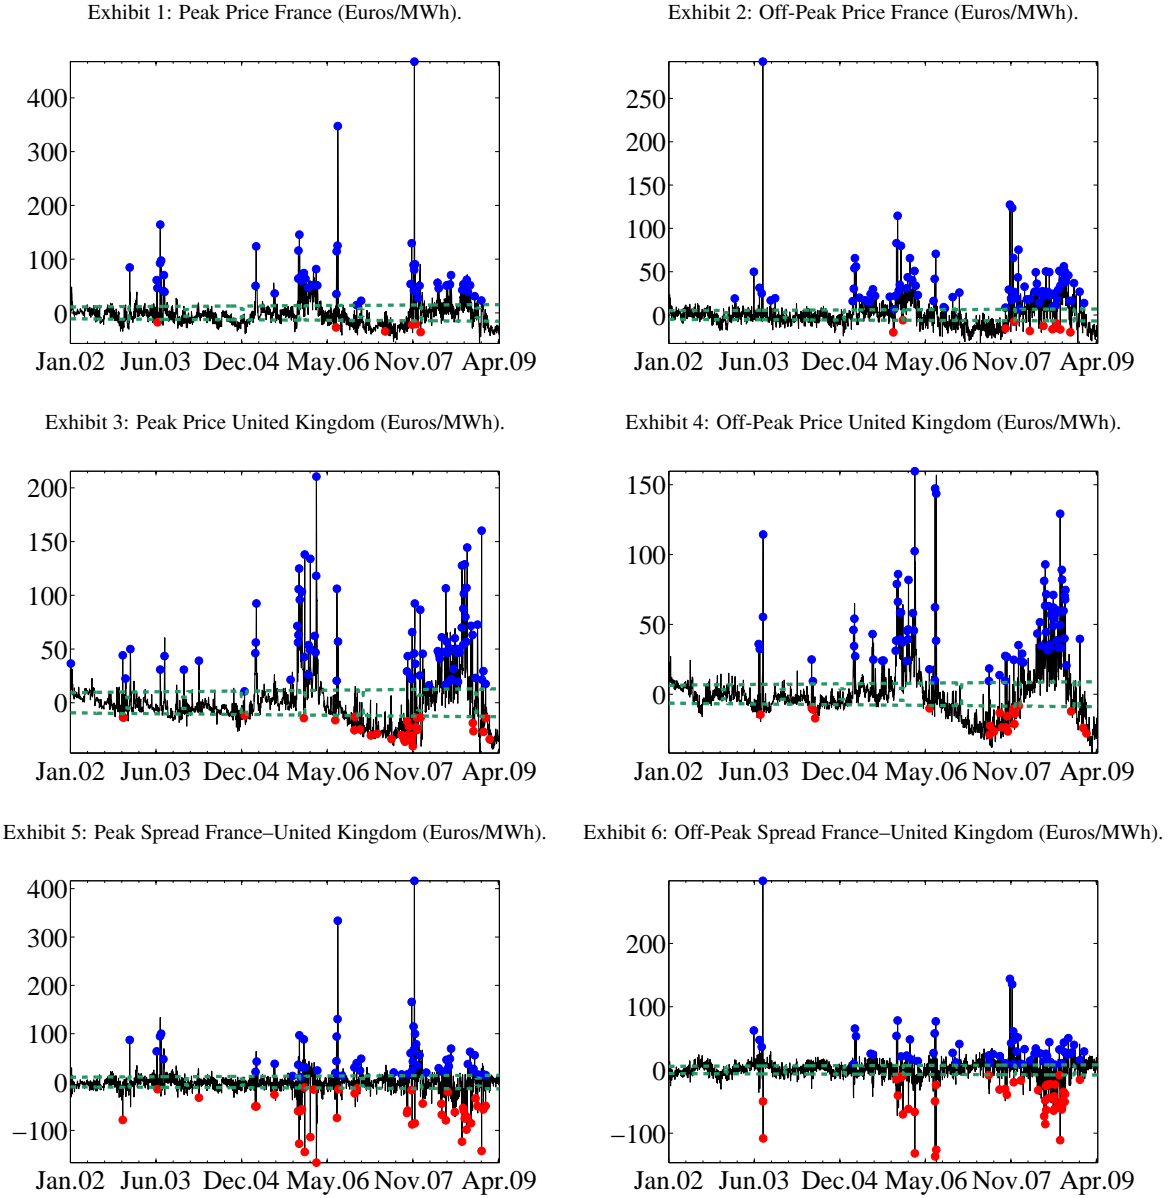 Exhibit 1: Peak Price France (Euros/MWh).
400
300
200
100
0
Jan.02 Jun.03 Dec.04 May.06 Nov.07 Apr.09
Exhibit 2: Off-Peak Price France (Euros/MWh).
250
200
150
100
50
0
Jan.02 Jun.03 Dec.04 May.06 Nov.07 Apr.09
Exhibit 3: Peak Price United Kingdom (Euros/MWh).
200
150
100
50
0
Jan.02 Jun.03 Dec.04 May.06 Nov.07 Apr.09
Exhibit 4: Off-Peak Price United Kingdom (Euros/MWh).
150
100
50
0
Jan.02 Jun.03 Dec.04 May.06 Nov.07 Apr.09
Exhibit 5: Peak Spread France–United Kingdom (Euros/MWh).
400
300
200
100
0
−100
Jan.02 Jun.03 Dec.04 May.06 Nov.07 Apr.09
Exhibit 6: Off-Peak Spread France–United Kingdom (Euros/MWh).
200
100
0
−100
Jan.02 Jun.03 Dec.04 May.06 Nov.07 Apr.09